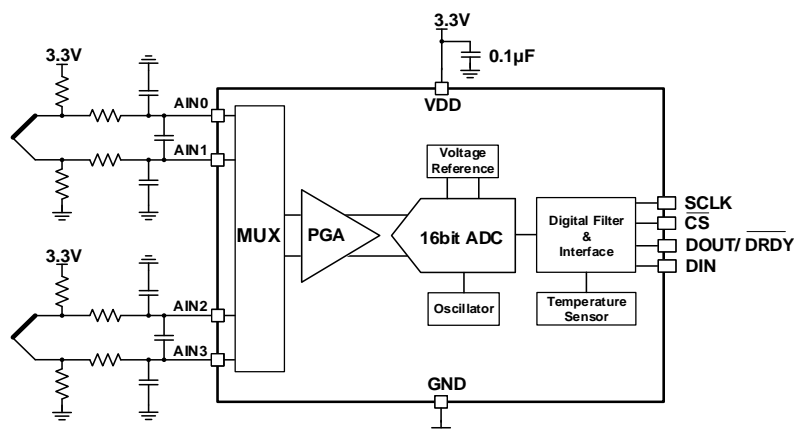 3.3V
0.1μF
3.3V
AIN0
VDD
AIN1
Voltage
Reference
MUX
PGA
16bit ADC
Digital Filter
&
Interface
SCLK
CS
DOUT/ DRDY
DIN
3.3V
AIN2
Oscillator
Temperature
Sensor
AIN3
GND